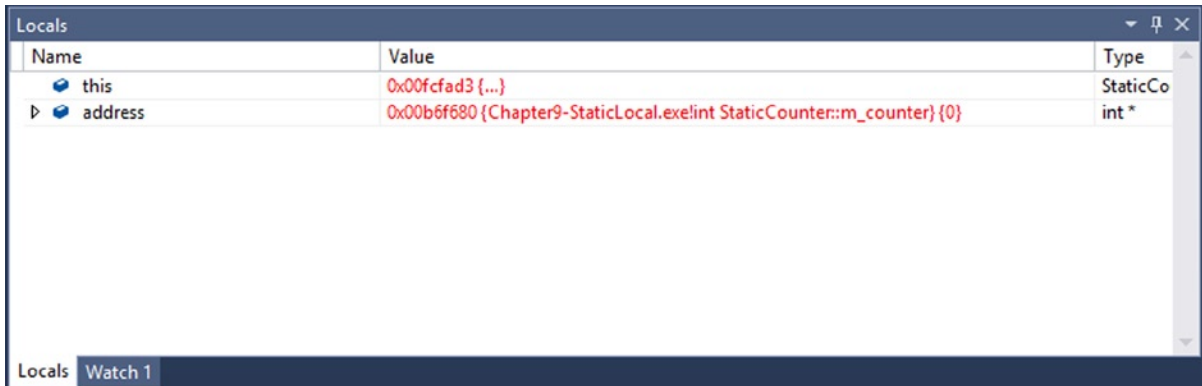 Locals
Name Value Type
this 0x00fcfad3 {...} StaticCo
address 0x00b6f680 {Chapter9-StaticLocal.exe!int StaticCounter::m_counter} {0} int *
Locals Watch 1